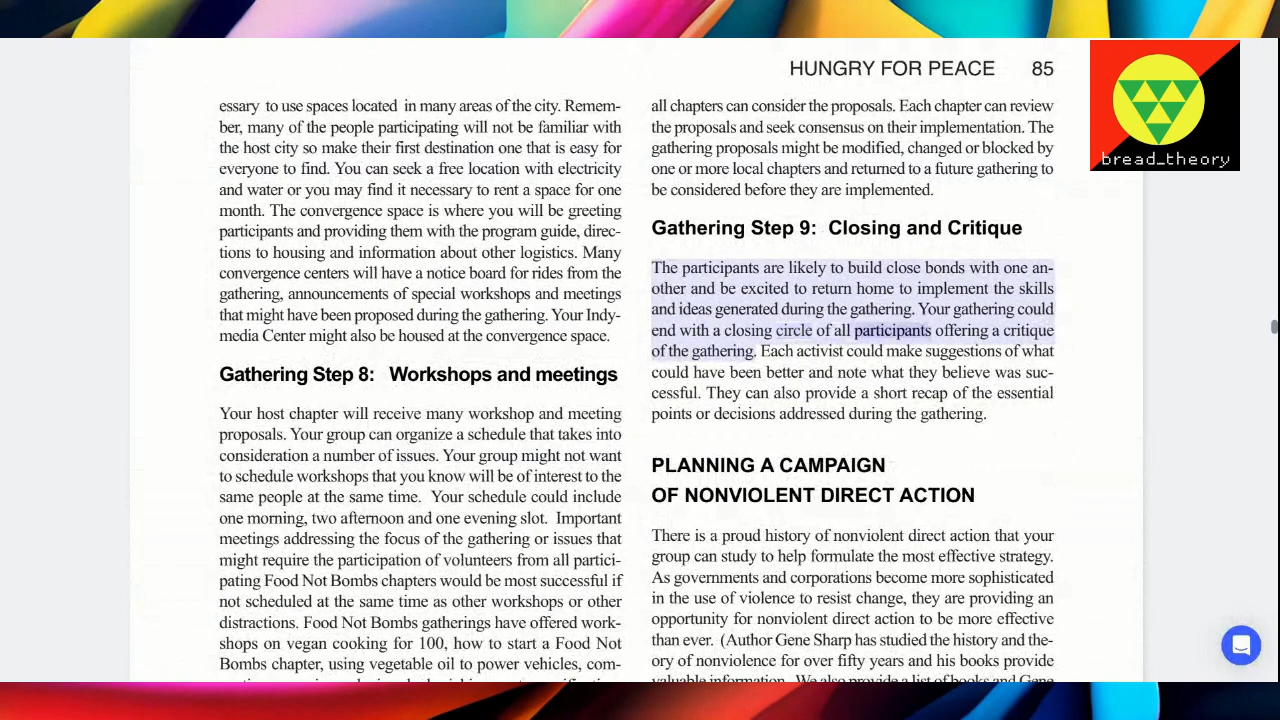 HUNGRY FOR PEACE 85
bread_theory
essary to use spaces located in many areas of the city. Remem-
ber, many of the people participating will not be familiar with
the host city so make their first destination one that is easy for
everyone to find. You can seek a free location with electricity
and water or you may find it necessary to rent a space for one
month. The convergence space is where you will be greeting
participants and providing them with the program guide, direc-
tions to housing and information about other logistics. Many
convergence centers will have a notice board for rides from the
gathering, announcements of special workshops and meetings
that might have been proposed during the gathering. Your Indy-
media Center might also be housed at the convergence space.
Gathering Step 8: Workshops and meetings
Your host chapter will receive many workshop and meeting
proposals. Your group can organize a schedule that takes into
consideration a number of issues. Your group might not want
to schedule workshops that you know will be of interest to the
same people at the same time. Your schedule could include
one morning, two afternoon and one evening slot. Important
meetings addressing the focus of the gathering or issues that
might require the participation of volunteers from all partici-
pating Food Not Bombs chapters would be most successful if
not scheduled at the same time as other workshops or other
distractions. Food Not Bombs gatherings have offered work-
shops on vegan cooking for 100, how to start a Food Not
Bombs chapter, using vegetable oil to power vehicles, com-
all chapters can consider the proposals. Each chapter can review
the proposals and seek consensus on their implementation. The
gathering proposals might be modified, changed or blocked by
one or more local chapters and returned to a future gathering to
be considered before they are implemented.
Gathering Step 9: Closing and Critique
The participants are likely to build close bonds with one an-
other and be excited to return home to implement the skills
and ideas generated during the gathering. Your gathering could
end with a closing circle of all participants offering a critique
of the gathering. Each activist could make suggestions of what
could have been better and note what they believe was suc-
cessful. They can also provide a short recap of the essential
points or decisions addressed during the gathering.
PLANNING A CAMPAIGN
OF NONVIOLENT DIRECT ACTION
There is a proud history of nonviolent direct action that your
group can study to help formulate the most effective strategy.
As governments and corporations become more sophisticated
in the use of violence to resist change, they are providing an
opportunity for nonviolent direct action to be more effective
than ever. (Author Gene Sharp has studied the history and the-
ory of nonviolence for over fifty years and his books provide
valuable information. We also provide a list of books and Gene